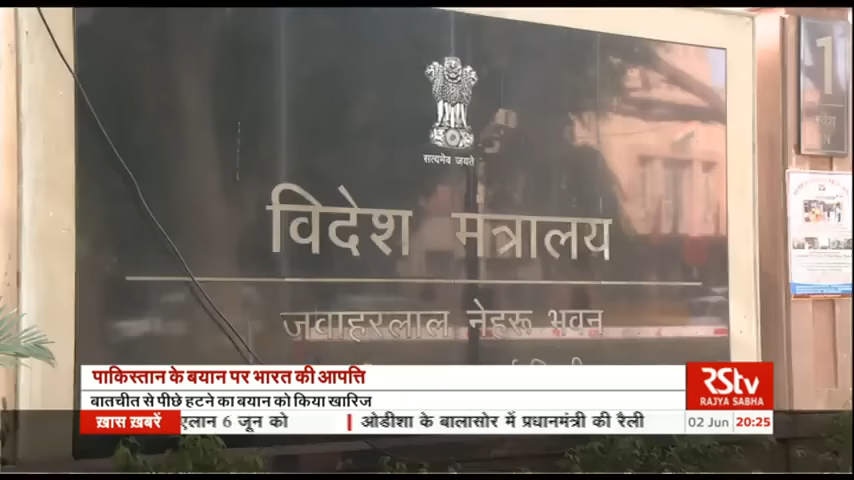 सत्यमेव जयते
विदेश मंत्रालय
जवाहरलाल नेहरू भवन
1
पाकिस्तान के बयान पर भारत की आपत्ति
बातचीत से पीछे हटने का बयान को किया खारिज
ख़ास ख़बरें एलान 6 जून को | ओडीशा के बालासोर में प्रधानमंत्री की रैली
RStv
RAJYA SABHA
02 Jun 20:25